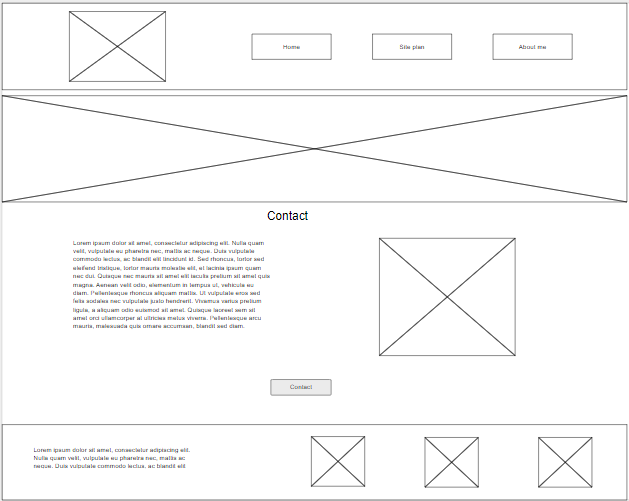 Home
Site plan
About me
Contact
Lorem ipsum dolor sit amet, consectetur adipiscing elit. Nulla quam
velit, vulputate eu pharetra nec, mattis ac neque. Duis vulputate
commodo lectus, ac blandit elit tincidunt id. Sed rhoncus, tortor sed
eleifend tristique, tortor mauris molestie elit, et lacinia ipsum quam
nec dui. Quisque nec mauris sit amet elit iaculis pretium sit amet quis
magna. Aenean velit odio, elementum in tempus ut, vehicula eu
diam. Pellentesque rhoncus aliquam mattis. Ut vulputate eros sed
felis sodales nec vulputate justo hendrerit. Vivamus varius pretium
ligula, a aliquam odio euismod sit amet. Quisque laoreet sem sit
amet orci ullamcorper at ultricies metus viverra. Pellentesque arcu
mauris, malesuada quis ornare accumsan, blandit sed diam.
Contact
Lorem ipsum dolor sit amet, consectetur adipiscing elit.
Nulla quam velit, vulputate eu pharetra nec, mattis ac
neque. Duis vulputate commodo lectus, ac blandit elit